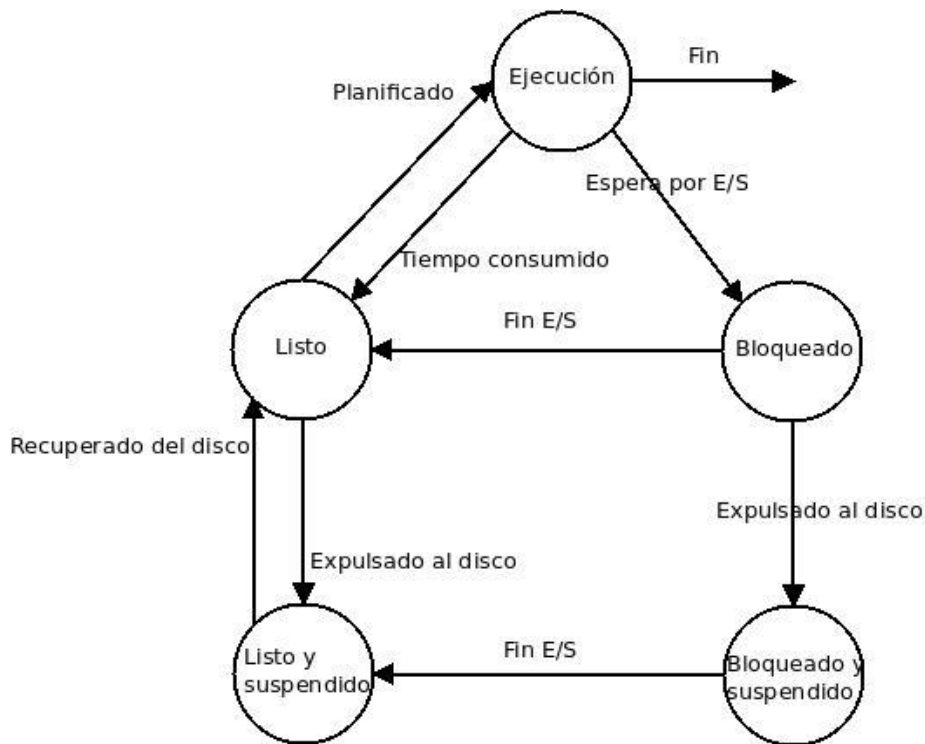 Ejecución
Fin
Planificado
Espera por E/S
Tiempo consumido
Fin E/S
Listo
Bloqueado
Recuperado del disco
Expulsado al disco
Expulsado al disco
Listo y
suspendido
Fin E/S
Bloqueado y
suspendido